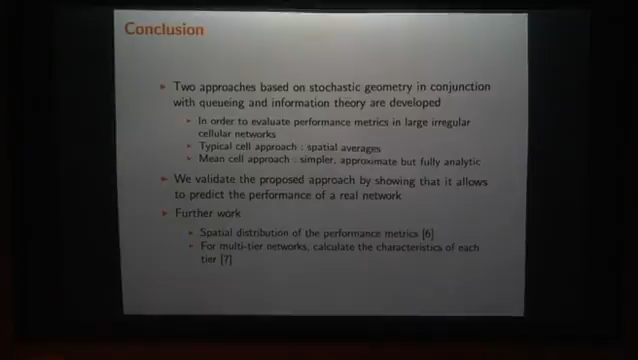 Conclusion
Two approaches based on stochastic geometry in conjunction
with queueing and information theory are developed
In order to evaluate performance metrics in large irregular
cellular networks
Typical cell approach : spatial averages
Mean cell approach : simpler, approximate but fully analytic
We validate the proposed approach by showing that it allows
to predict the performance of a real network
Further work
Spatial distribution of the performance metrics [6]
For multi-tier networks, calculate the characteristics of each
tier [7]